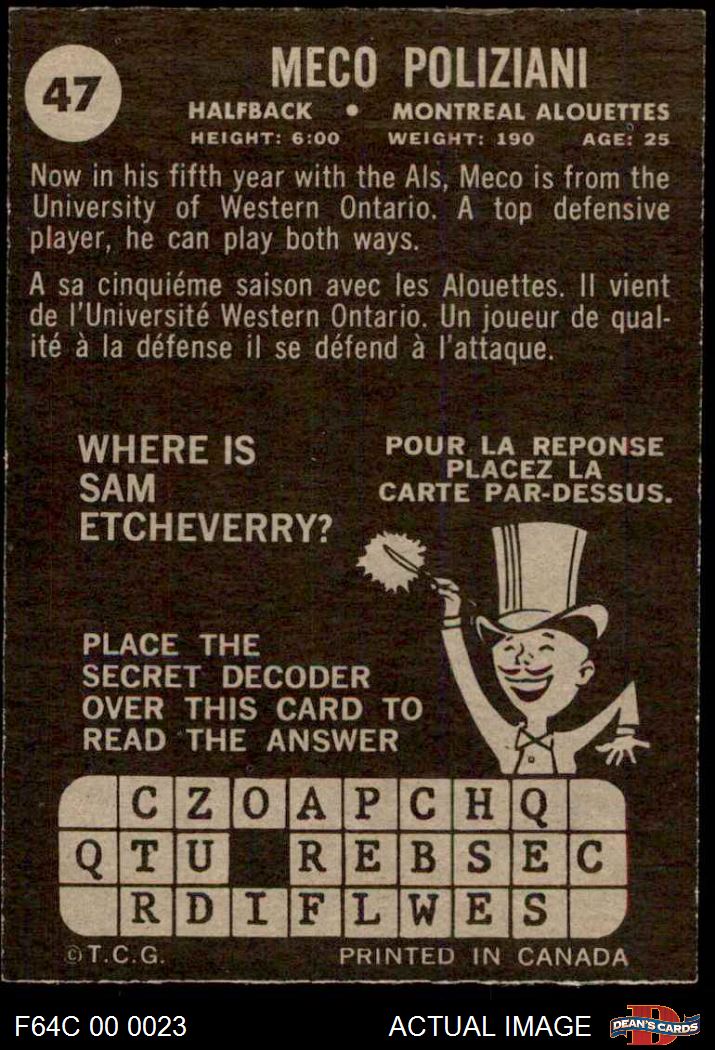 47
MECO POLIZIANI
HALFBACK • MONTREAL ALOUETTES
HEIGHT: 6:00 WEIGHT: 190 AGE: 25
Now in his fifth year with the Als, Meco is from the
University of Western Ontario. A top defensive
player, he can play both ways.
A sa cinquiéme saison avec les Alouettes. Il vient
de l'Université Western Ontario. Un joueur de qual-
ité à la défense il se défend à l'attaque.
WHERE IS
SAM
ETCHEVERRY?
POUR LA REPONSE
PLACEZ LA
CARTE PAR-DESSUS.
PLACE THE
SECRET DECODER
OVER THIS CARD TO
READ THE ANSWER
C Z O A P C H Q
Q T U R E B S E C
R D I F L W E S
© T.C.G.
PRINTED IN CANADA
F64C 00 0023
ACTUAL IMAGE
D
DEAN'S CARDS